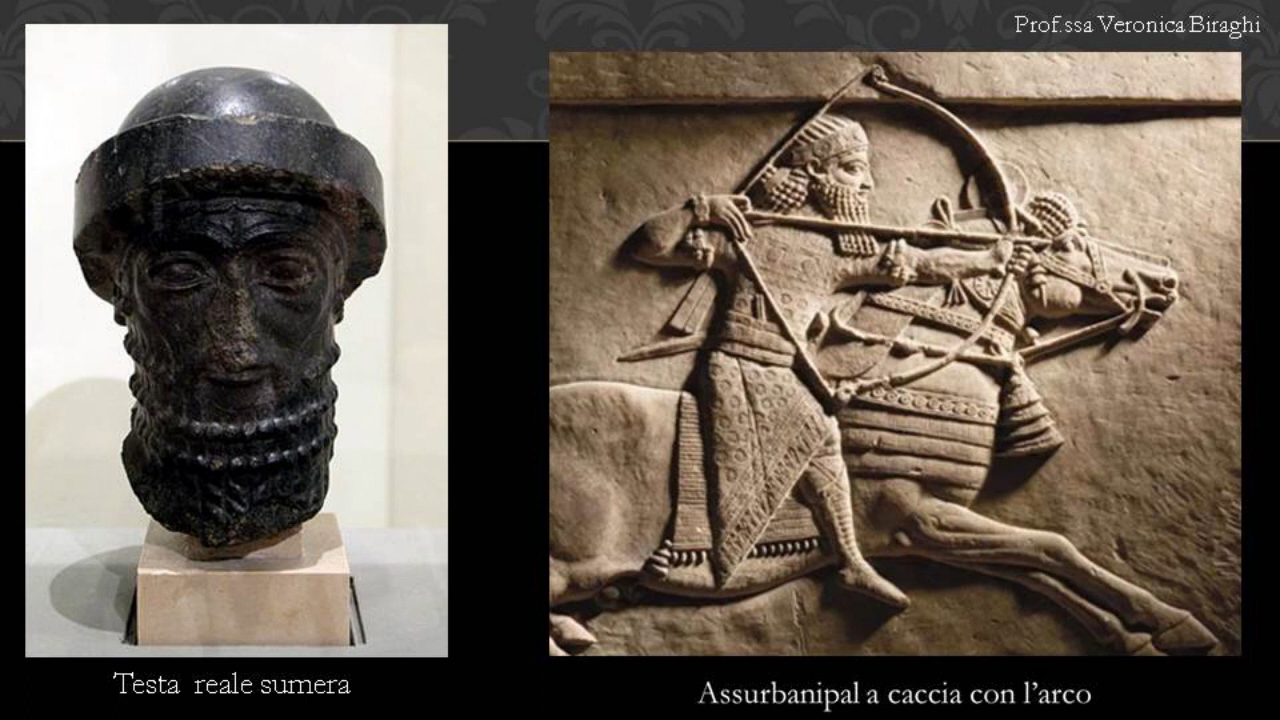 Prof.ssa Veronica Biraghi
Testa reale sumera
Assurbanipal a caccia con l'arco